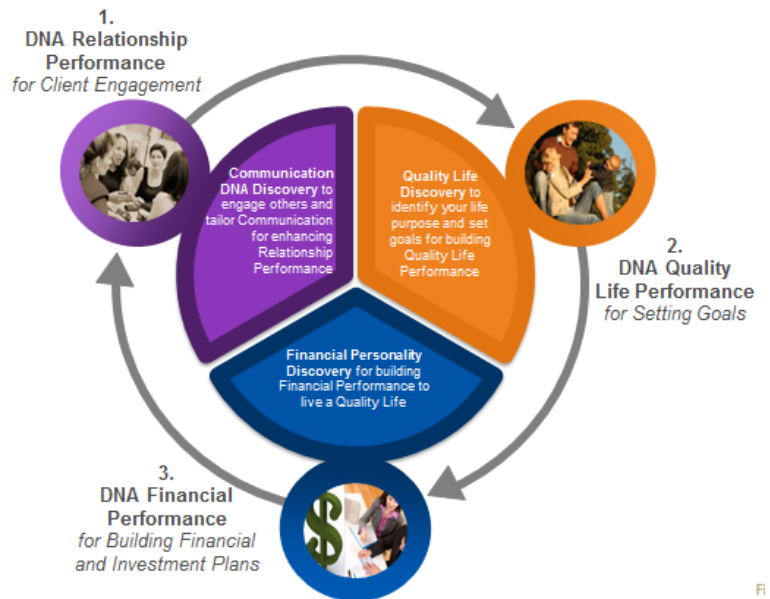 1.
DNA Relationship
Performance
for Client Engagement
Communication
DNA Discovery to
engage others and
tailor Communication
for enhancing
Relationship
Performance
Quality Life
Discovery to
identify your life
purpose and set
goals for building
Quality Life
Performance
2.
DNA Quality
Life Performance
for Setting Goals
Financial Personality
Discovery for building
Financial Performance to
live a Quality Life
3.
DNA Financial
Performance
for Building Financial
and Investment Plans
$